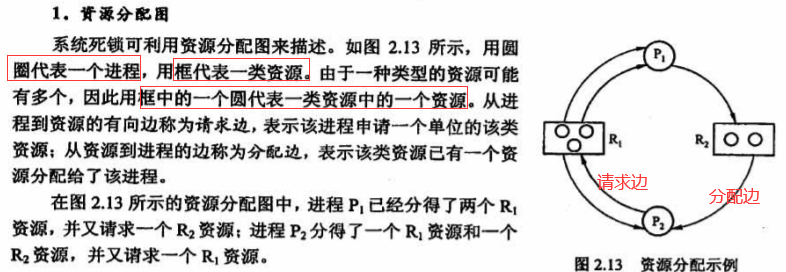 1. 资源分配图
系统死锁可利用资源分配图来描述。如图 2.13 所示，用圆
圈代表一个进程，用框代表一类资源。由于一种类型的资源可能
有多个，因此用框中的一个圆代表一类资源中的一个资源。从进
程到资源的有向边称为请求边，表示该进程申请一个单位的该类
资源；从资源到进程的边称为分配边，表示该类资源已有一个资
源分配给了该进程。
在图 2.13 所示的资源分配图中，进程 P1 已经分得了两个 R1
资源，并又请求一个 R2 资源；进程 P2 分得了一个 R1 资源和一个
R2 资源，并又请求一个 R1 资源。
P1
R1
R2
请求边
分配边
P2
图 2.13 资源分配示例